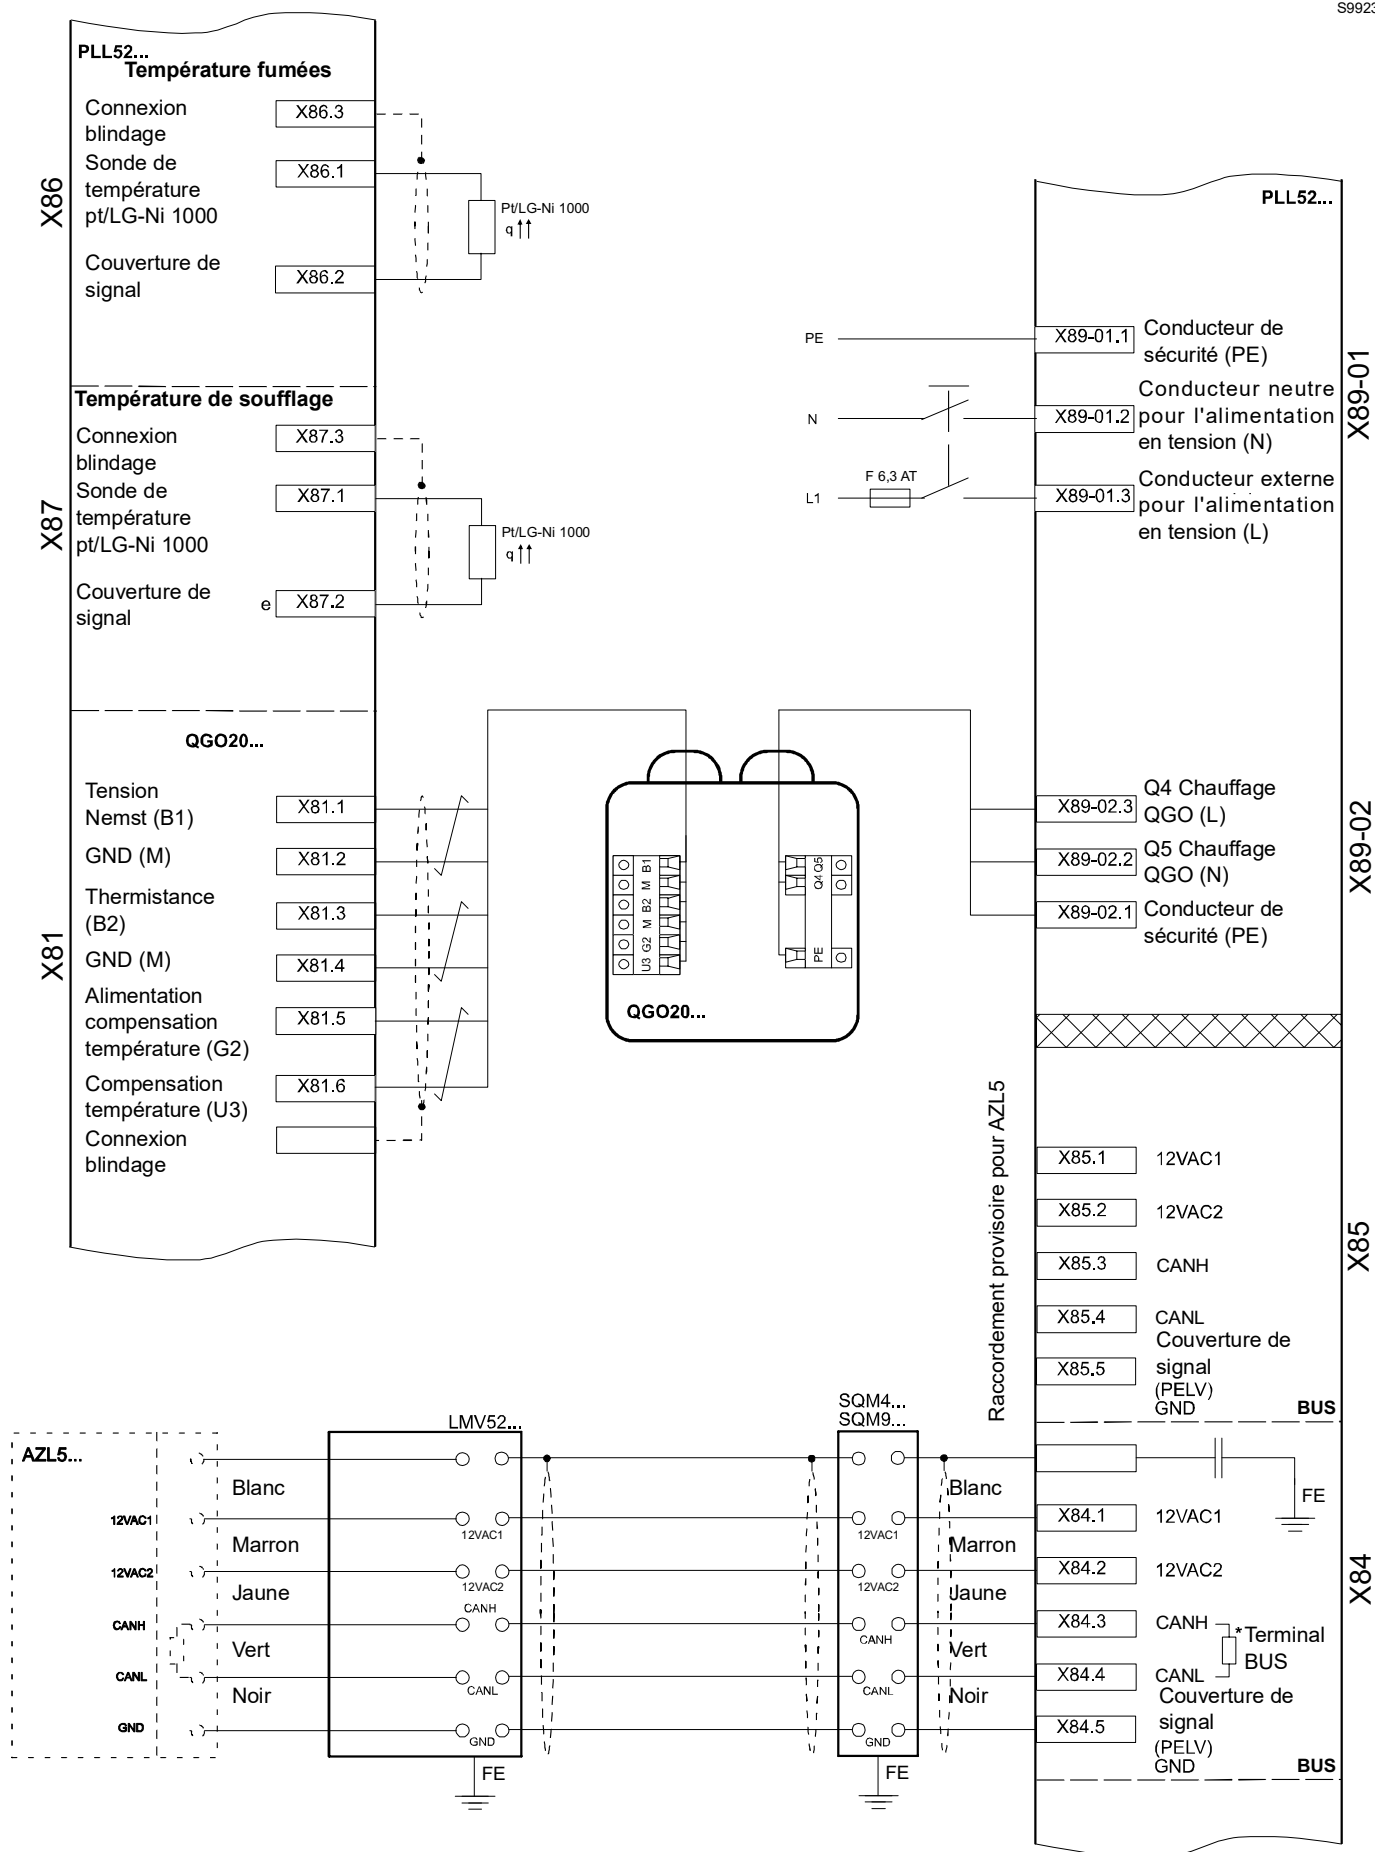 S9923
PLL52...
Température fumées
X86
Connexion
blindage
X86.3
Sonde de
température
pt/LG-Ni 1000
X86.1
Pt/LG-Ni 1000
q
Couverture de
signal
X86.2
Température de soufflage
X87
Connexion
blindage
X87.3
Sonde de
température
pt/LG-Ni 1000
X87.1
Pt/LG-Ni 1000
q
Couverture de
signal
e
X87.2
QGO20...
X81
Tension
Nemst (B1)
X81.1
GND (M)
X81.2
Thermistance
(B2)
X81.3
GND (M)
X81.4
Alimentation
compensation
température (G2)
X81.5
Compensation
température (U3)
X81.6
Connexion
blindage
B1
M
B2
M
G2
U3
Q5
Q4
PE
QGO20...
PLL52...
X89-01
PE
X89-01.1
Conducteur de
sécurité (PE)
N
X89-01.2
Conducteur neutre
pour l'alimentation
en tension (N)
L1
F 6,3 AT
X89-01.3
Conducteur externe
pour l'alimentation
en tension (L)
X89-02
X89-02.3
Q4 Chauffage
QGO (L)
X89-02.2
Q5 Chauffage
QGO (N)
X89-02.1
Conducteur de
sécurité (PE)
Raccordement provisoire pour AZL5
X85
X85.1 12VAC1
X85.2 12VAC2
X85.3 CANH
X85.4 CANL
Couverture de
X85.5 signal
(PELV)
GND
BUS
AZL5...
12VAC1
12VAC2
CANH
CANL
GND
Blanc
Marron
Jaune
Vert
Noir
LMV52...
12VAC1
12VAC2
CANH
CANL
GND
FE
SQM4...
SQM9...
12VAC1
12VAC2
CANH
CANL
GND
FE
Blanc
Marron
Jaune
Vert
Noir
X84
FE
X84.1 12VAC1
X84.2 12VAC2
X84.3 CANH
*Terminal
BUS
X84.4 CANL
Couverture de
X84.5 signal
(PELV)
GND
BUS